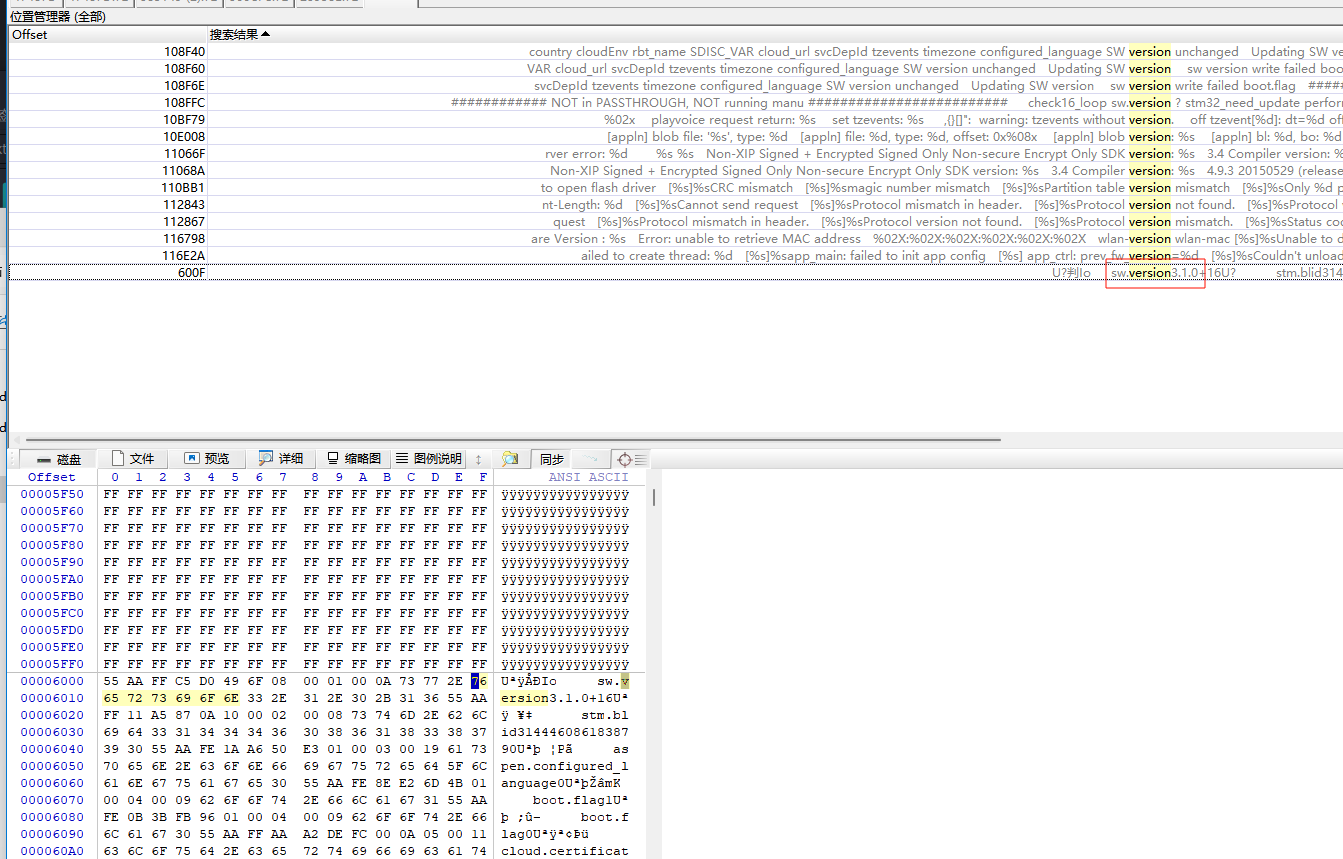 位置管理器 (全部)
Offset 搜索结果
108F40 country cloudEnv rbt_name SDISC_VAR cloud_url svcDepId tzevents timezone configured_language SW version unchanged Updating SW ve
108F60 VAR cloud_url svcDepId tzevents timezone configured_language SW version unchanged Updating SW version sw version write failed boo
108F6E svcDepId tzevents timezone configured_language SW version unchanged Updating SW version sw version write failed boot.flag ####
108FFC ############ NOT in PASSTHROUGH, NOT running manu ######################## check16_loop sw.version ? stm32_need_update perfor
10BF79 %02x playvoice request return: %s set tzevents: %s ,{}[]": warning: tzevents without version. off tzevent[%d]: dt=%d off
10E008 [appln] blob file: '%s', type: %d [appln] file: %d, type: %d, offset: 0x%08x [appln] blob version: %s [appln] bl: %d, bo: %d
11066F rver error: %d %s %s Non-XIP Signed + Encrypted Signed Only Non-secure Encrypt Only SDK version: %s 3.4 Compiler version: %
11068A Non-XIP Signed + Encrypted Signed Only Non-secure Encrypt Only SDK version: %s 3.4 Compiler version: %s 4.9.3 20150529 (release
110BB1 to open flash driver [%s]%sCRC mismatch [%s]%smagic number mismatch [%s]%sPartition table version mismatch [%s]%sOnly %d p
112843 nt-Length: %d [%s]%sCannot send request [%s]%sProtocol mismatch in header. [%s]%sProtocol version not found. [%s]%sProtoco
112867 quest [%s]%sProtocol mismatch in header. [%s]%sProtocol version not found. [%s]%sProtocol version mismatch. [%s]%sStatus cod
116798 are Version : %s Error: unable to retrieve MAC address %02X:%02X:%02X:%02X:%02X:%02X wlan-version wlan-mac [%s]%sUnable to d
116E2A ailed to create thread: %d [%s]%sapp_main: failed to init app config [%s] app_ctrl: prev_fw_version=%d [%s]%sCouldn't unload
600F U?判Io sw.version3.1.0+16U? stm.blid314
磁盘 文件 预览 详细 缩略图 图例说明 同步
Offset 0 1 2 3 4 5 6 7 8 9 A B C D E F ANSI ASCII
00005F50 FF FF FF FF FF FF FF FF FF FF FF FF FF FF FF FF ÿÿÿÿÿÿÿÿÿÿÿÿÿÿÿÿ
00005F60 FF FF FF FF FF FF FF FF FF FF FF FF FF FF FF FF ÿÿÿÿÿÿÿÿÿÿÿÿÿÿÿÿ
00005F70 FF FF FF FF FF FF FF FF FF FF FF FF FF FF FF FF ÿÿÿÿÿÿÿÿÿÿÿÿÿÿÿÿ
00005F80 FF FF FF FF FF FF FF FF FF FF FF FF FF FF FF FF ÿÿÿÿÿÿÿÿÿÿÿÿÿÿÿÿ
00005F90 FF FF FF FF FF FF FF FF FF FF FF FF FF FF FF FF ÿÿÿÿÿÿÿÿÿÿÿÿÿÿÿÿ
00005FA0 FF FF FF FF FF FF FF FF FF FF FF FF FF FF FF FF ÿÿÿÿÿÿÿÿÿÿÿÿÿÿÿÿ
00005FB0 FF FF FF FF FF FF FF FF FF FF FF FF FF FF FF FF ÿÿÿÿÿÿÿÿÿÿÿÿÿÿÿÿ
00005FC0 FF FF FF FF FF FF FF FF FF FF FF FF FF FF FF FF ÿÿÿÿÿÿÿÿÿÿÿÿÿÿÿÿ
00005FD0 FF FF FF FF FF FF FF FF FF FF FF FF FF FF FF FF ÿÿÿÿÿÿÿÿÿÿÿÿÿÿÿÿ
00005FE0 FF FF FF FF FF FF FF FF FF FF FF FF FF FF FF FF ÿÿÿÿÿÿÿÿÿÿÿÿÿÿÿÿ
00005FF0 FF FF FF FF FF FF FF FF FF FF FF FF FF FF FF FF ÿÿÿÿÿÿÿÿÿÿÿÿÿÿÿÿ
00006000 55 AA FF C5 D0 49 6F 08 00 01 00 0A 73 77 2E 76 UªÿÅÐIo sw.v
00006010 65 72 73 69 6F 6E 33 2E 31 2E 30 2B 31 36 55 AA ersion3.1.0+16Uª
00006020 FF 11 A5 87 0A 10 00 02 00 08 73 74 6D 2E 62 6C ÿ ¥‡ stm.bl
00006030 69 64 33 31 34 34 34 36 30 38 36 31 38 33 38 37 id31444608618387
00006040 39 30 55 AA FE 1A A6 50 E3 01 00 03 00 19 61 73 90Uªþ ¦Pã as
00006050 70 65 6E 2E 63 6F 6E 66 69 67 75 72 65 64 5F 6C pen.configured_l
00006060 61 6E 67 75 61 67 65 30 55 AA FE 8E E2 6D 4B 01 anguage0UªþŽâmK
00006070 00 04 00 09 62 6F 6F 74 2E 66 6C 61 67 31 55 AA boot.flag1Uª
00006080 FE 0B 3B FB 96 01 00 04 00 09 62 6F 6F 74 2E 66 þ ;û– boot.f
00006090 6C 61 67 30 55 AA FF AA A2 DE FC 00 0A 05 00 11 lag0Uªÿª¢Þü
000060A0 63 6C 6F 75 64 2E 63 65 72 74 69 66 69 63 61 74 cloud.certificat